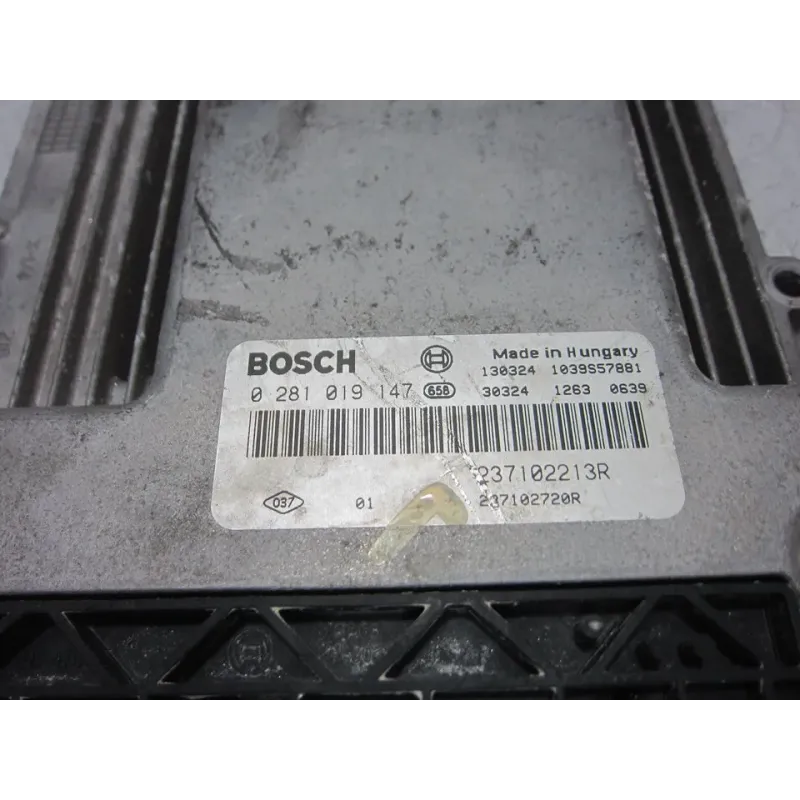 BOSCH Made in Hungary
130324 1039S57881
0 281 019 147 658 30324 1263 0639
237102213R
037 01 237102720R